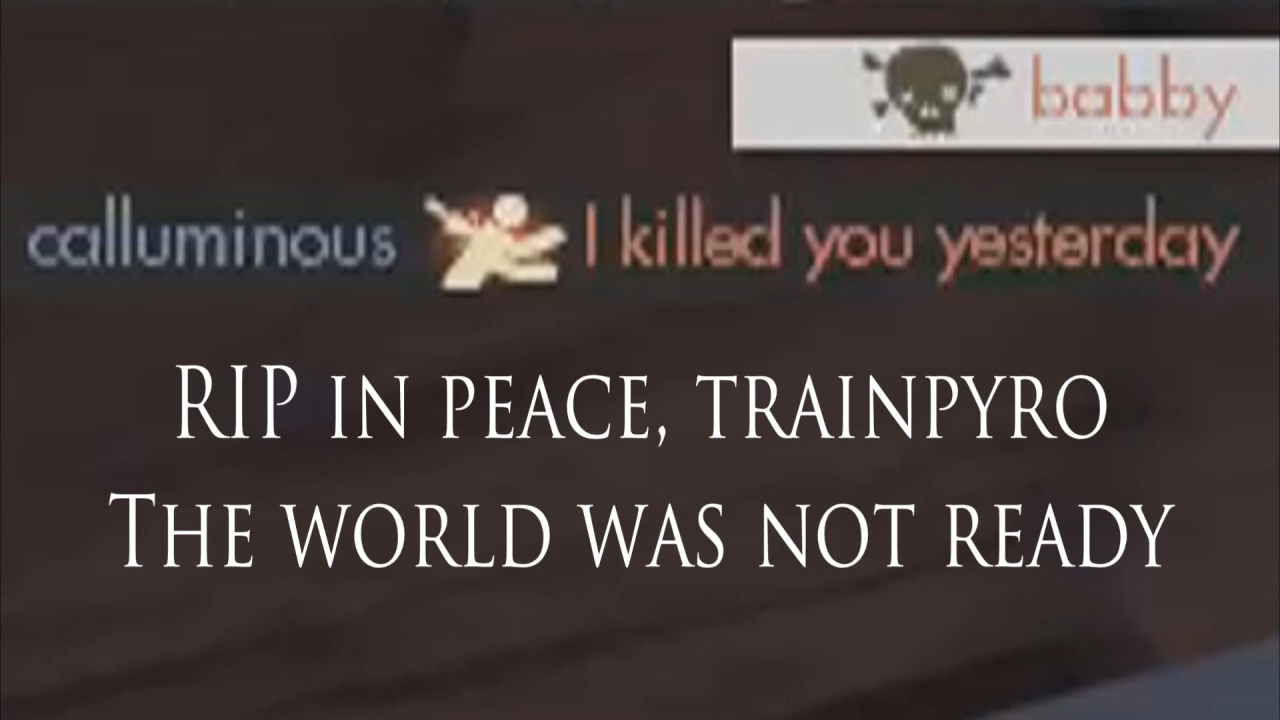 babby
calluminous I killed you yesterday
RIP IN PEACE, TRAINPYRO
THE WORLD WAS NOT READY